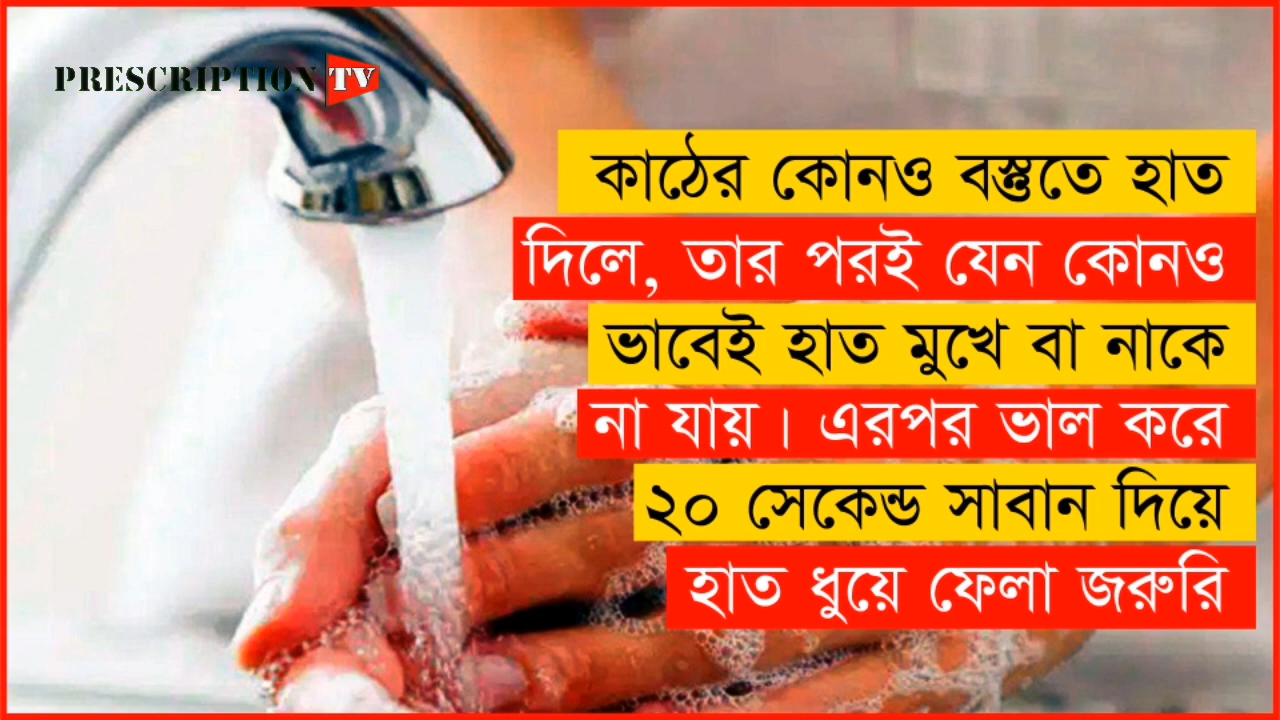 PRESCRIPTION TV
কাঠের কোনও বস্তুতে হাত
দিলে, তার পরই যেন কোনও
ভাবেই হাত মুখে বা নাকে
না যায়। এরপর ভাল করে
২০ সেকেন্ড সাবান দিয়ে
হাত ধুয়ে ফেলা জরুরি